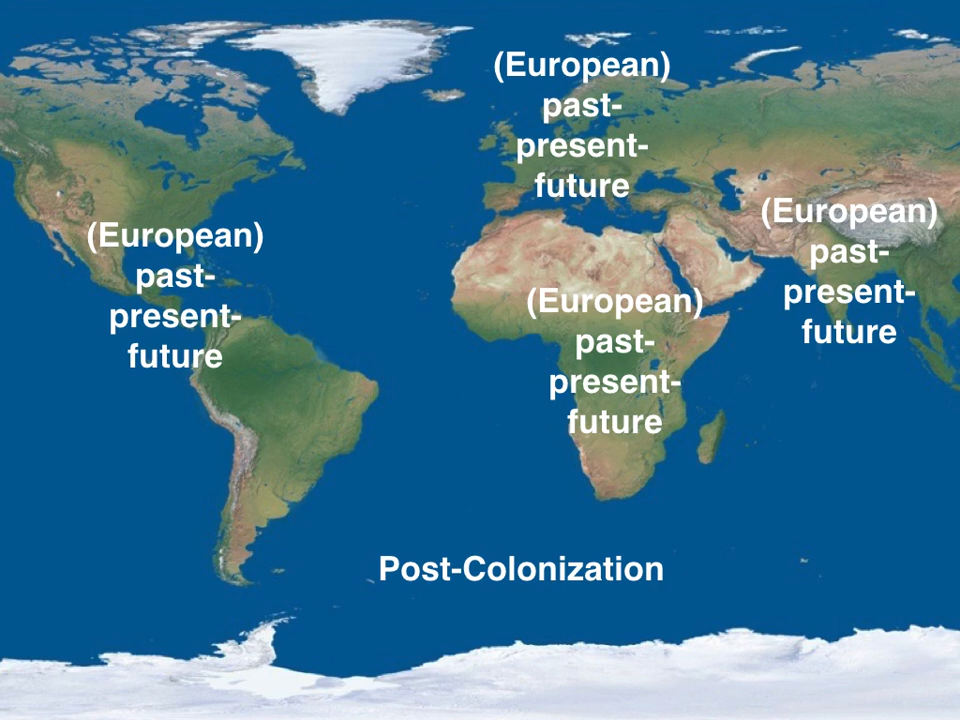 (European)
past-
present-
future
(European)
past-
present-
future
(European)
past-
present-
future
(European)
past-
present-
future
Post-Colonization